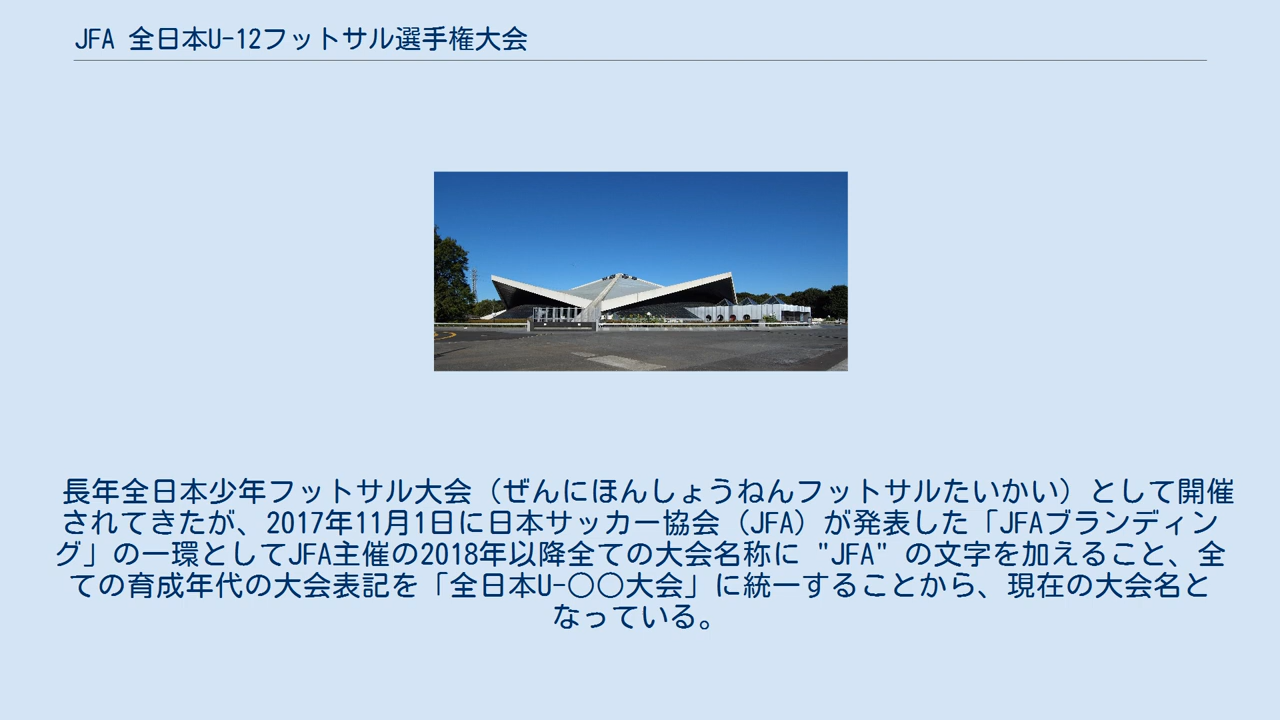 JFA 全日本U-12フットサル選手権大会
長年全日本少年フットサル大会（ぜんにほんしょうねんフットサルたいかい）として開催
されてきたが、2017年11月1日に日本サッカー協会（JFA）が発表した「JFAブランディン
グ」の一環としてJFA主催の2018年以降全ての大会名称に "JFA" の文字を加えること、全
ての育成年代の大会表記を「全日本U-〇〇大会」に統一することから、現在の大会名と
なっている。